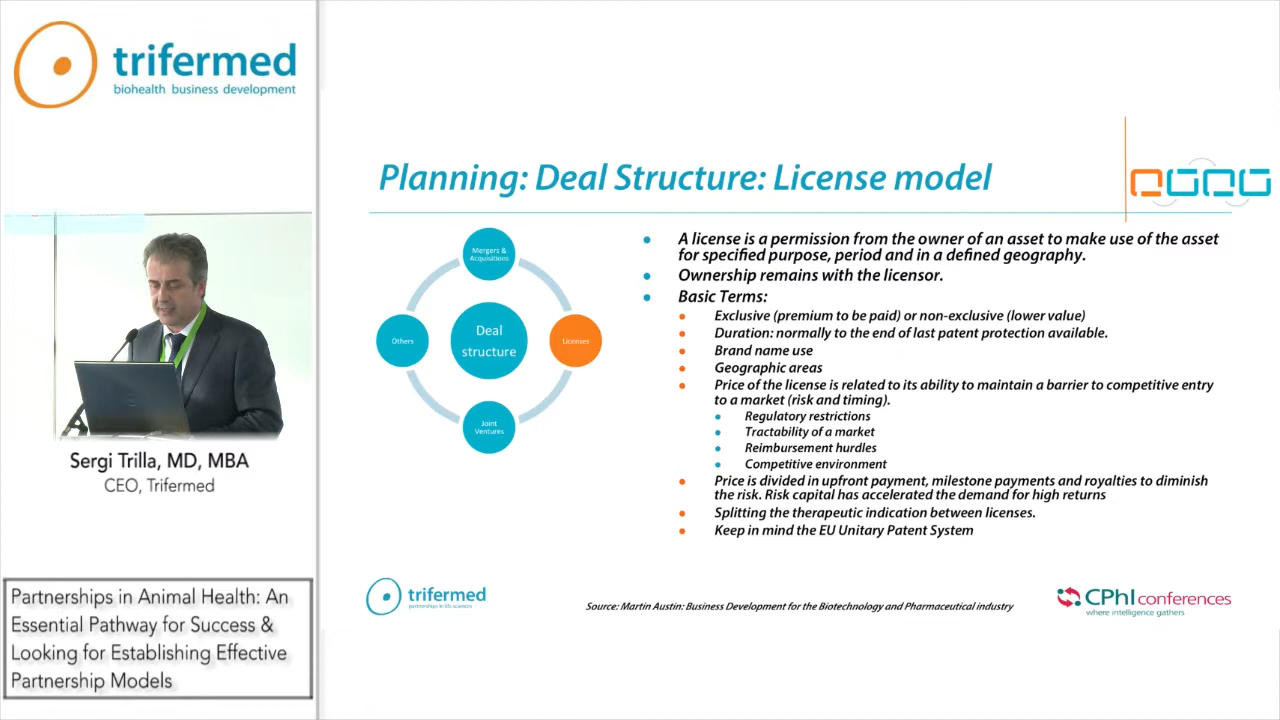 trifermed
biohealth business development
Sergi Trilla, MD, MBA
CEO, Trifermed
Partnerships in Animal Health: An
Essential Pathway for Success &
Looking for Establishing Effective
Partnership Models
Planning: Deal Structure: License model
Mergers &
Acquisitions
Others
Deal
structure
Licenses
Joint
Ventures
A license is a permission from the owner of an asset to make use of the asset
for specified purpose, period and in a defined geography.
Ownership remains with the licensor.
Basic Terms:
Exclusive (premium to be paid) or non-exclusive (lower value)
Duration: normally to the end of last patent protection available.
Brand name use
Geographic areas
Price of the license is related to its ability to maintain a barrier to competitive entry
to a market (risk and timing).
Regulatory restrictions
Tractability of a market
Reimbursement hurdles
Competitive environment
Price is divided in upfront payment, milestone payments and royalties to diminish
the risk. Risk capital has accelerated the demand for high returns
Splitting the therapeutic indication between licenses.
Keep in mind the EU Unitary Patent System
trifermed
partnerships in life sciences
Source: Martin Austin: Business Development for the Biotechnology and Pharmaceutical industry
CPhI conferences
where intelligence gathers